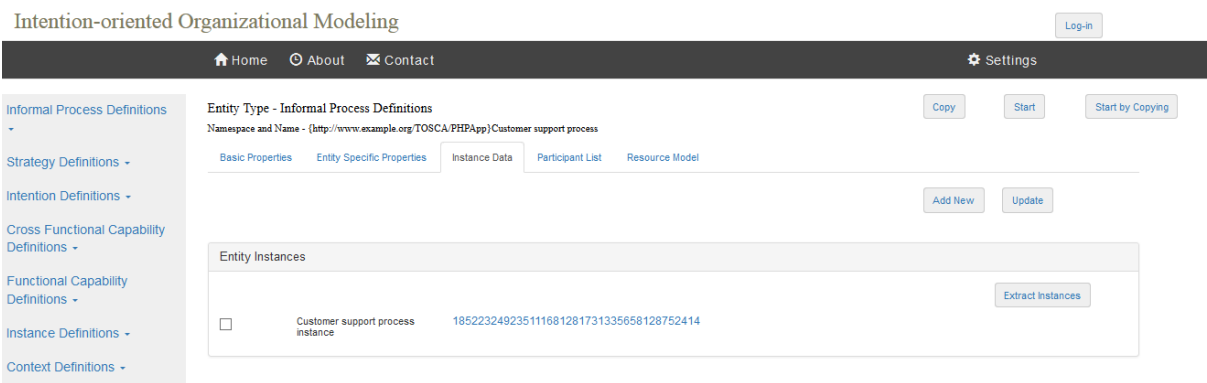 Intention-oriented Organizational Modeling
Log-in
Home About Contact Settings
Informal Process Definitions
Strategy Definitions
Intention Definitions
Cross Functional Capability
Definitions
Functional Capability
Definitions
Instance Definitions
Context Definitions
Entity Type - Informal Process Definitions
Copy Start Start by Copying
Namespace and Name - {http://www.example.org/TOSCA/PHPApp}Customer support process
Basic Properties Entity Specific Properties Instance Data Participant List Resource Model
Add New Update
Entity Instances
Extract Instances
Customer support process
instance
185223249235111681281731335658128752414